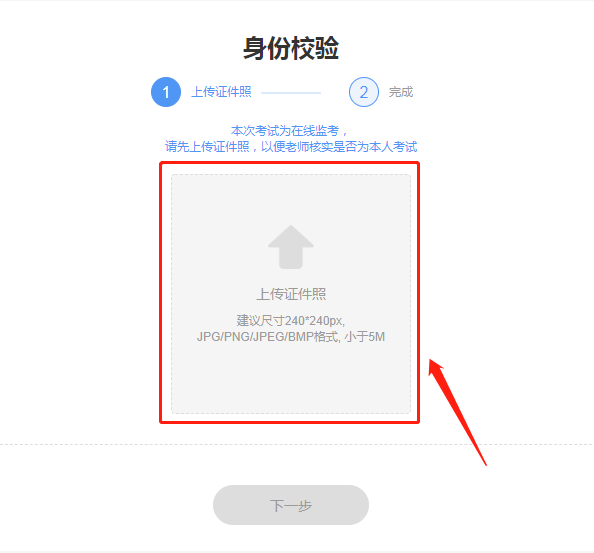 身份校验
1 上传证件照 2 完成
本次考试为在线监考，
请先上传证件照，以便老师核实是否为本人考试
上传证件照
建议尺寸240*240px,
JPG/PNG/JPEG/BMP格式, 小于5M
下一步